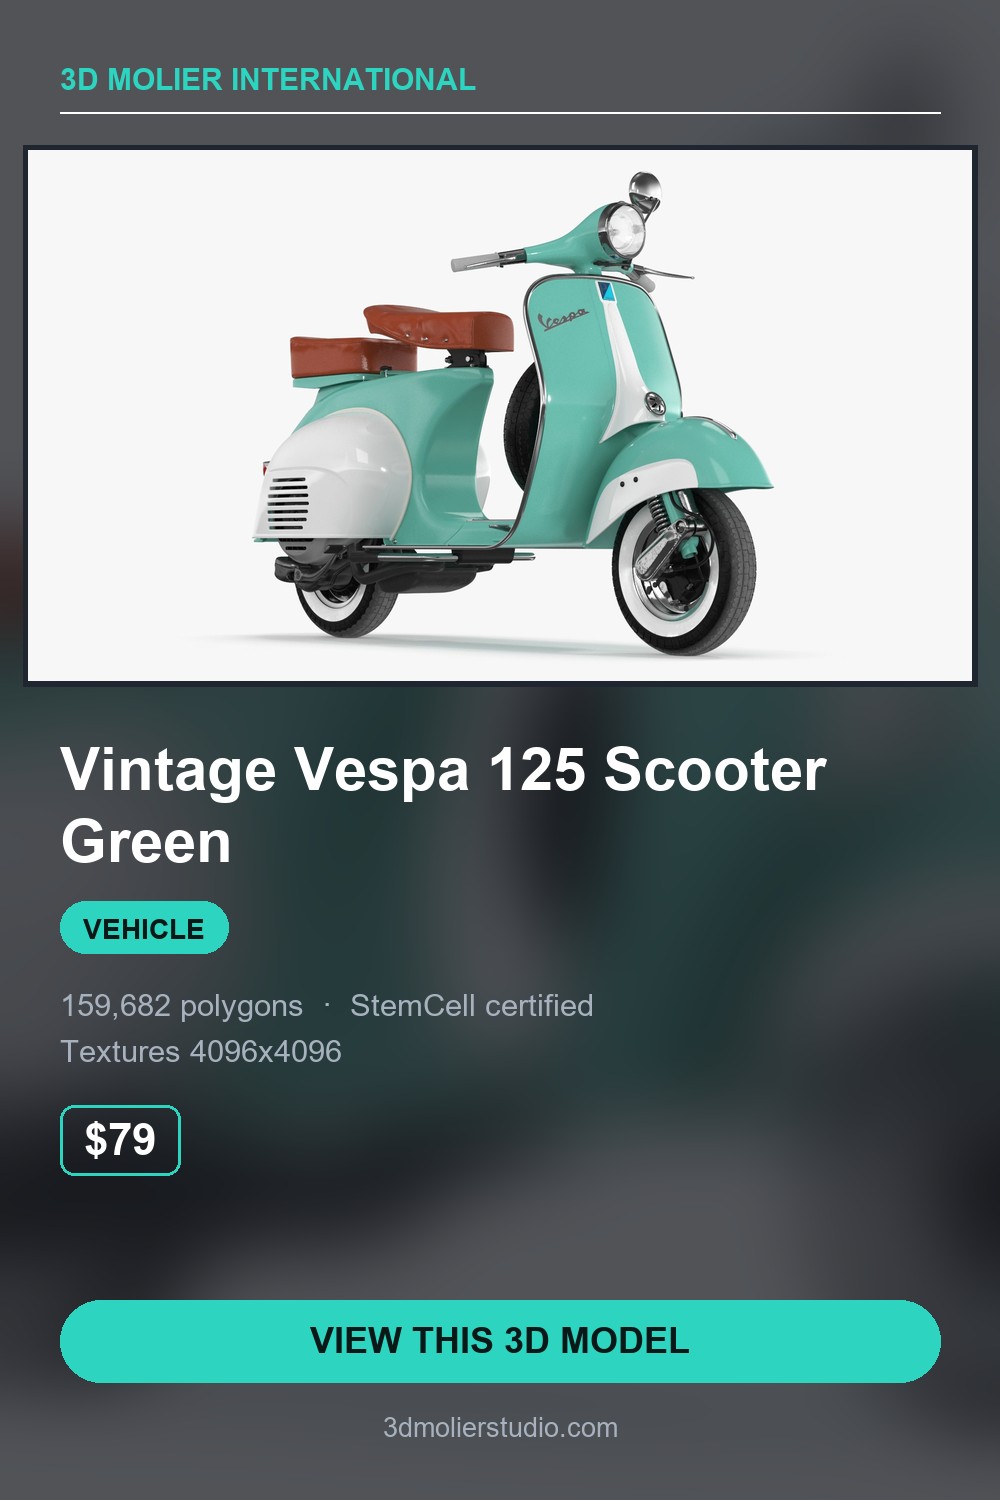 3D MOLIER INTERNATIONAL
Vespa
Vintage Vespa 125 Scooter
Green
VEHICLE
159,682 polygons · StemCell certified
Textures 4096x4096
$79
VIEW THIS 3D MODEL
3dmolierstudio.com